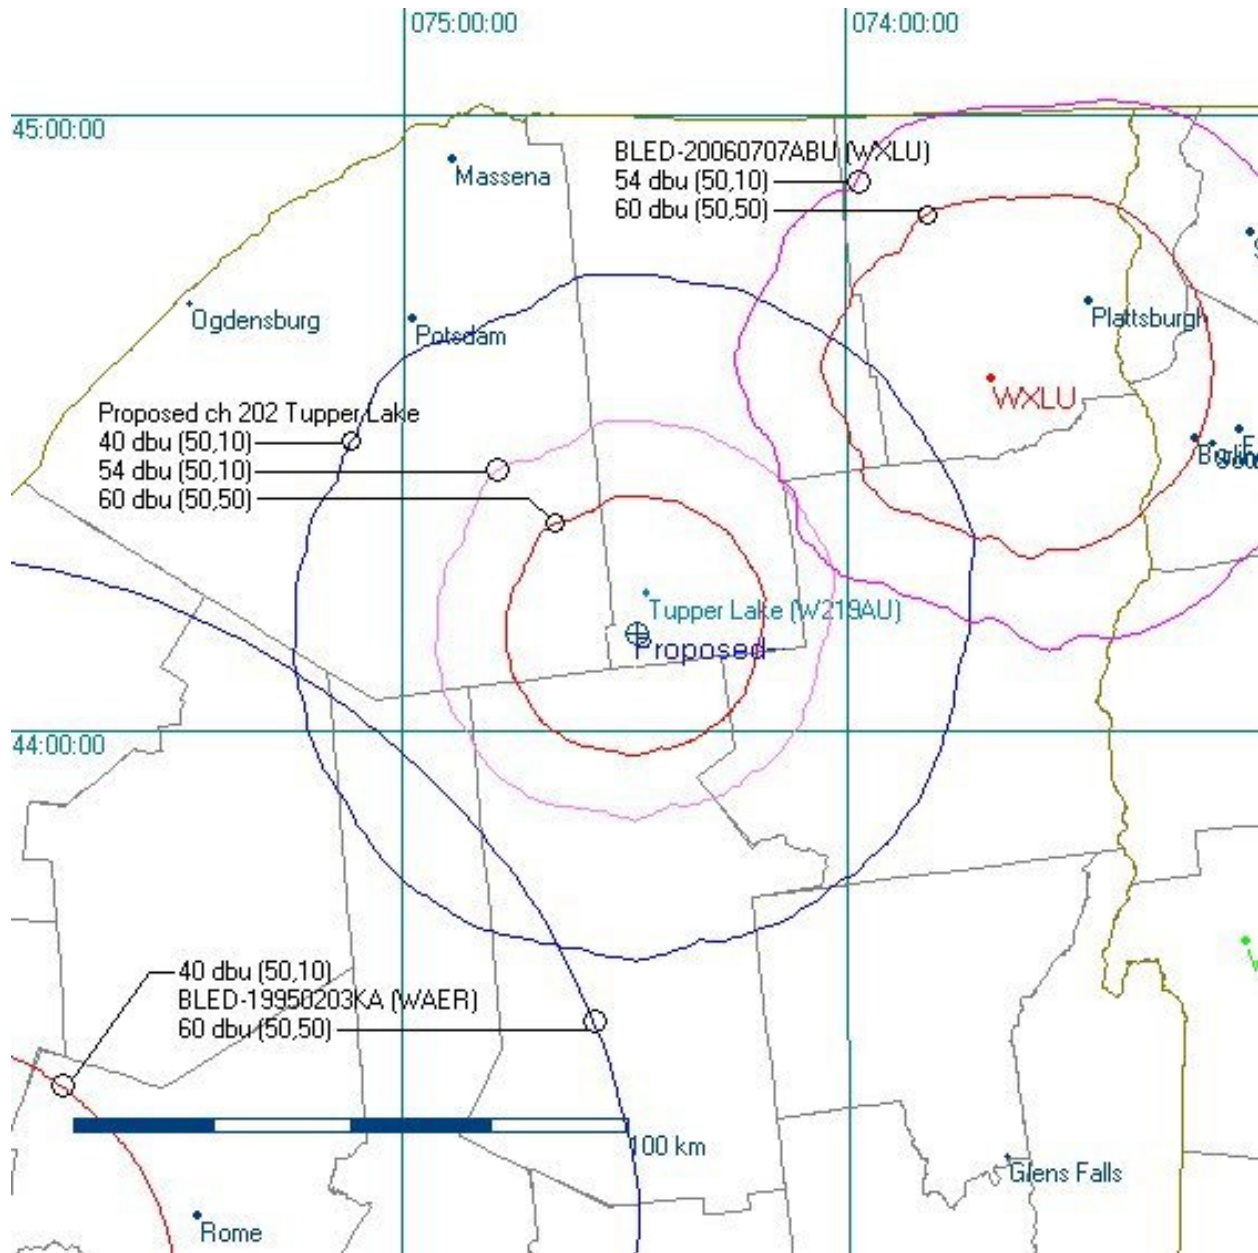 075:00:00
074:00:00
45:00:00
BLED-20060707ABU (WXLU)
54 dbu (50,10)
60 dbu (50,50)
Massena
Ogdensburg
Potsdam
Plattsburgh
WXLU
Proposed ch 202 Tupper Lake
40 dbu (50,10)
54 dbu (50,10)
60 dbu (50,50)
Tupper Lake (W219AU)
Proposed
44:00:00
40 dbu (50,10)
BLED-19950203KA (WAER)
60 dbu (50,50)
100 km
Glens Falls
Rome